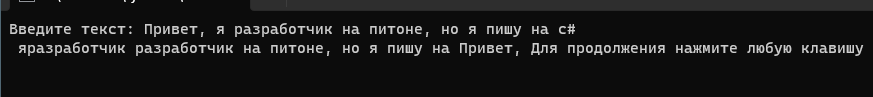 Введите текст: Привет, я разработчик на питоне, но я пишу на c#
яразработчик разработчик на питоне, но я пишу на Привет, Для продолжения нажмите любую клавишу